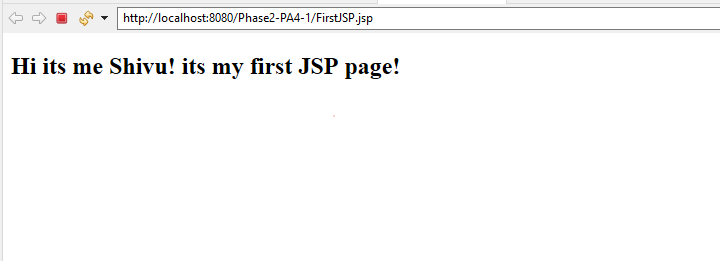 http://localhost:8080/Phase2-PA4-1/FirstJSP.jsp
Hi its me Shivu! its my first JSP page!